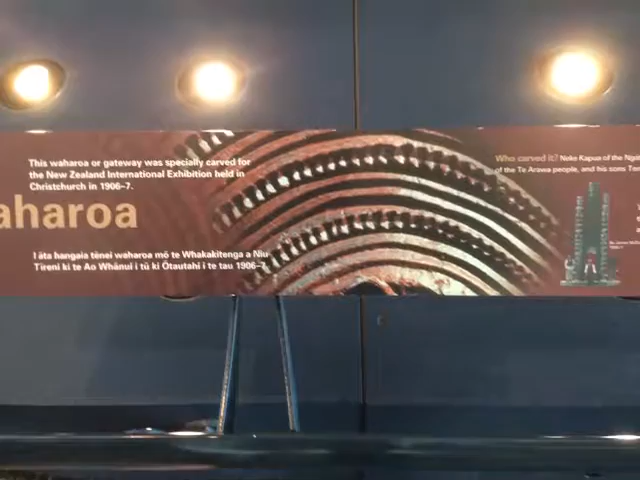 This waharoa or gateway was specially carved for
the New Zealand International Exhibition held in
Christchurch in 1906–7.
aharoa
I āta hangaia tēnei waharoa mō te Whakakitenga a Niu
Tīreni ki te Ao Whānui i tū ki Ōtautahi i te tau 1906–7.
Who carved it? Neke Kapua of the Ngā
of the Te Arawa people, and his sons Ten